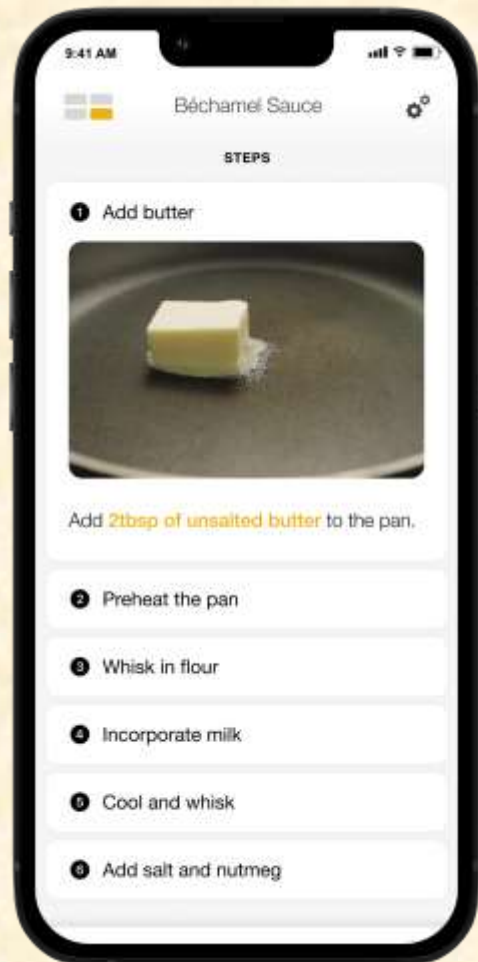 9:41 AM
Béchamel Sauce
STEPS
1 Add butter
Add 2tbsp of unsalted butter to the pan.
2 Preheat the pan
3 Whisk in flour
4 Incorporate milk
5 Cool and whisk
6 Add salt and nutmeg